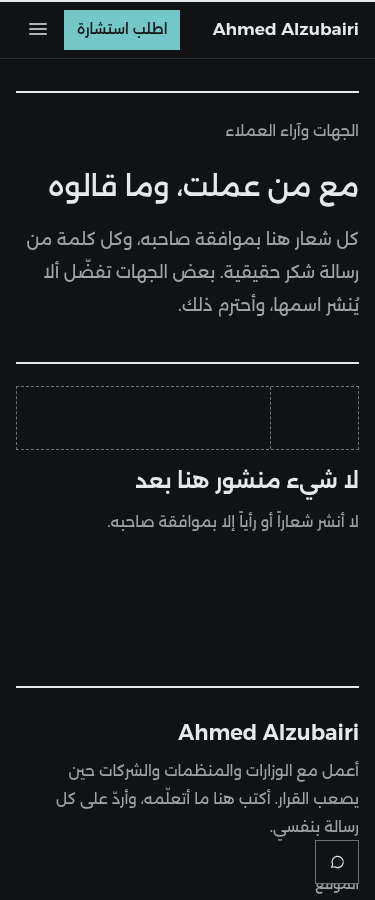 Ahmed Alzubairi
اطلب استشارة
الجهات وآراء العملاء
مع من عملت، وما قالوه
كل شعار هنا بموافقة صاحبه، وكل كلمة من
رسالة شكر حقيقية. بعض الجهات تفضّل ألا
يُنشر اسمها، وأحترم ذلك.
لا شيء منشور هنا بعد
لا أنشر شعاراً أو رأياً إلا بموافقة صاحبه.
Ahmed Alzubairi
أعمل مع الوزارات والمنظمات والشركات حين
يصعب القرار. أكتب هنا ما أتعلّمه، وأردّ على كل
رسالة بنفسي.
الموقع